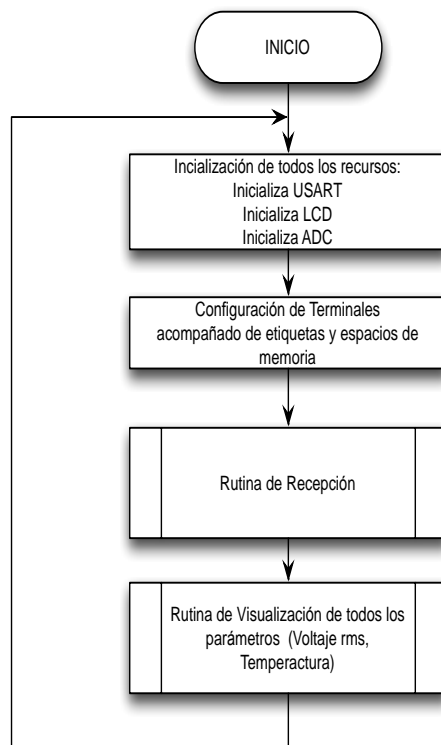 INICIO
Incialización de todos los recursos:
Inicializa USART
Inicializa LCD
Inicializa ADC
Configuración de Terminales
acompañado de etiquetas y espacios de
memoria
Rutina de Recepción
Rutina de Visualización de todos los
parámetros (Voltaje rms,
Temperactura)